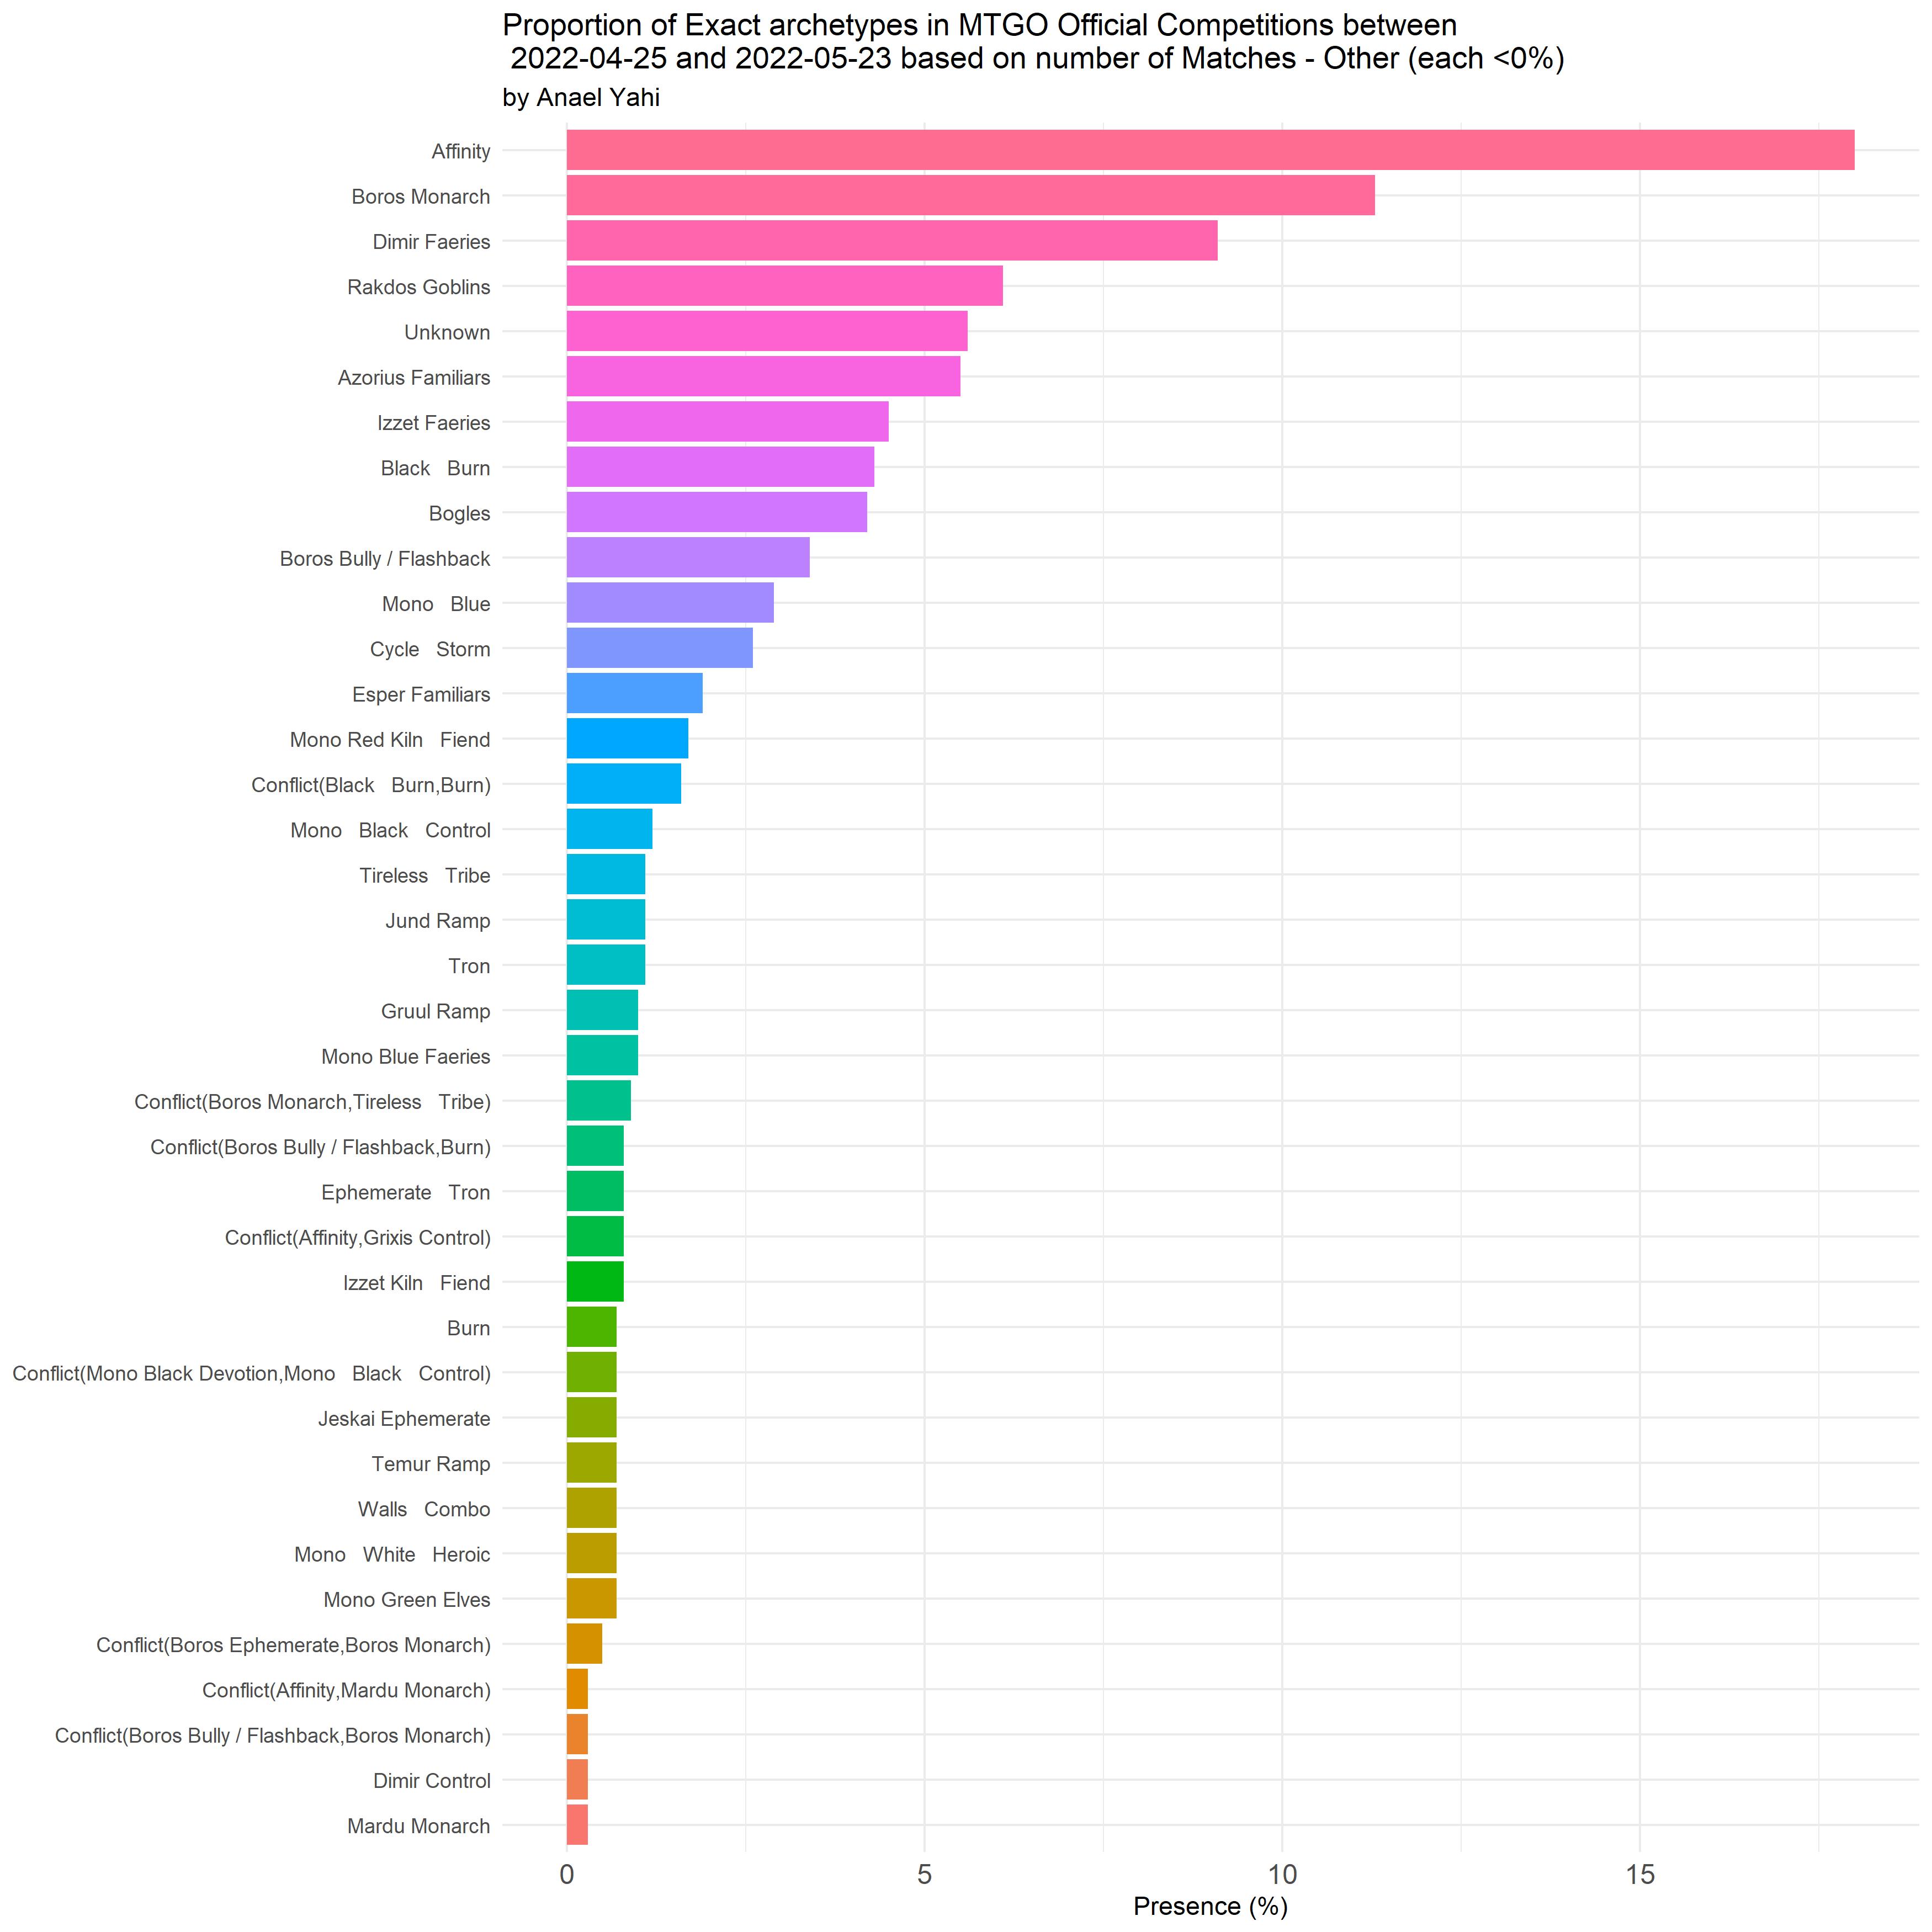 Proportion of Exact archetypes in MTGO Official Competitions between
2022-04-25 and 2022-05-23 based on number of Matches - Other (each <0%)
by Anael Yahi
Affinity
Boros Monarch
Dimir Faeries
Rakdos Goblins
Unknown
Azorius Familiars
Izzet Faeries
Black   Burn
Bogles
Boros Bully / Flashback
Mono   Blue
Cycle   Storm
Esper Familiars
Mono Red Kiln   Fiend
Conflict(Black   Burn,Burn)
Mono   Black   Control
Tireless   Tribe
Jund Ramp
Tron
Gruul Ramp
Mono Blue Faeries
Conflict(Boros Monarch,Tireless   Tribe)
Conflict(Boros Bully / Flashback,Burn)
Ephemerate   Tron
Conflict(Affinity,Grixis Control)
Izzet Kiln   Fiend
Burn
Conflict(Mono Black Devotion,Mono   Black   Control)
Jeskai Ephemerate
Temur Ramp
Walls   Combo
Mono   White   Heroic
Mono Green Elves
Conflict(Boros Ephemerate,Boros Monarch)
Conflict(Affinity,Mardu Monarch)
Conflict(Boros Bully / Flashback,Boros Monarch)
Dimir Control
Mardu Monarch
0 5 10 15
Presence (%)